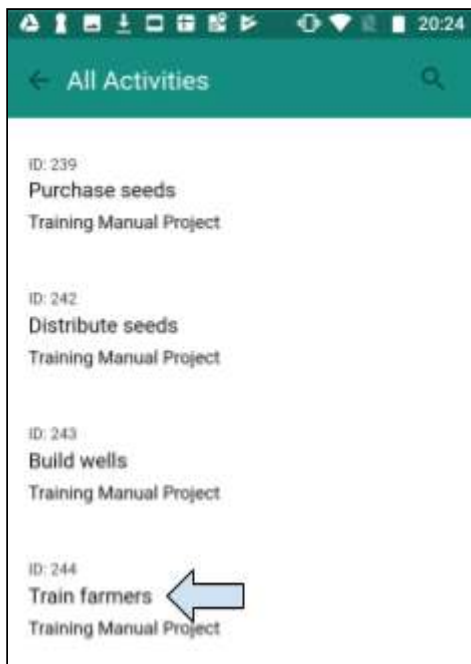 20:24
All Activities
ID: 239
Purchase seeds
Training Manual Project
ID: 242
Distribute seeds
Training Manual Project
ID: 243
Build wells
Training Manual Project
ID: 244
Train farmers
Training Manual Project